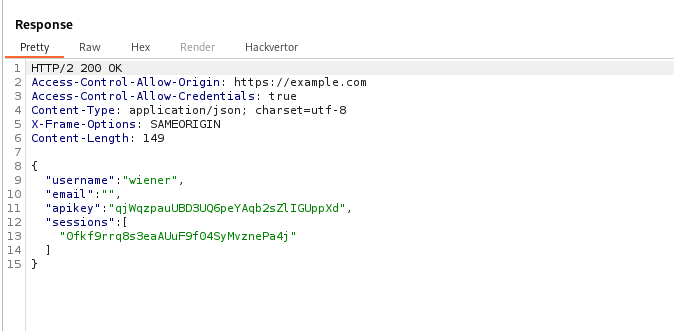 Response
Pretty Raw Hex Render Hackvertor
1 HTTP/2 200 OK
2 Access-Control-Allow-Origin: https://example.com
3 Access-Control-Allow-Credentials: true
4 Content-Type: application/json; charset=utf-8
5 X-Frame-Options: SAMEORIGIN
6 Content-Length: 149
7
8 {
9 "username":"wiener",
10 "email":"",
11 "apikey":"qjWqzpauUBD3UQ6peYAqb2sZlIGUppXd",
12 "sessions":[
13 "0fkf9rrq8s3eaAUuF9f04SyMvznePa4j"
14 ]
15 }